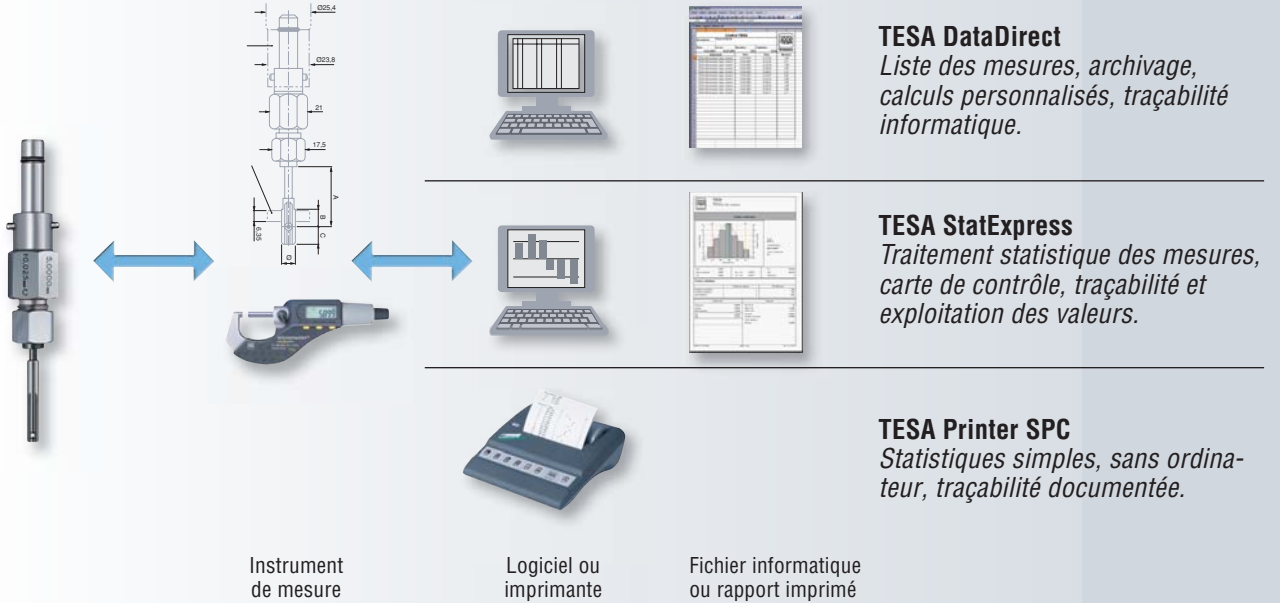 Ø25,4
Ø23,8
21
17,5
A
B
C
6,35
Ø
TESA DataDirect
Liste des mesures, archivage,
calculs personnalisés, traçabilité
informatique.
TESA StatExpress
Traitement statistique des mesures,
carte de contrôle, traçabilité et
exploitation des valeurs.
TESA Printer SPC
Statistiques simples, sans ordina-
teur, traçabilité documentée.
Instrument
de mesure
Logiciel ou
imprimante
Fichier informatique
ou rapport imprimé